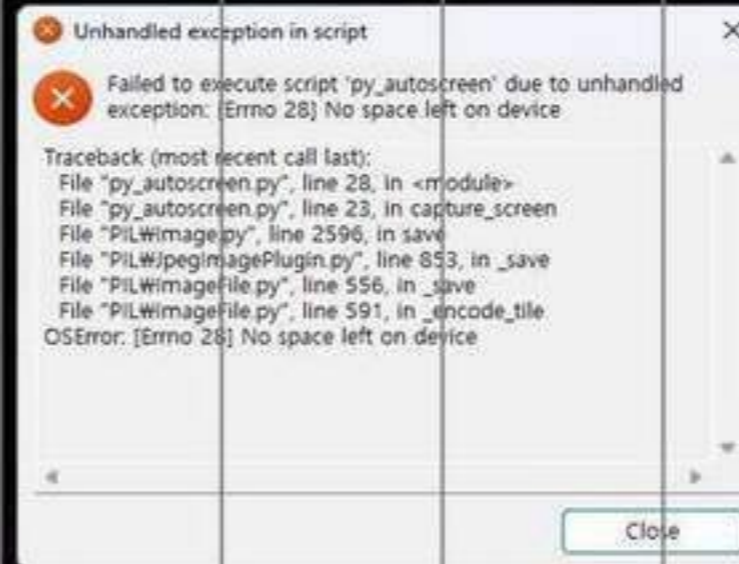 Unhandled exception in script
Failed to execute script 'py_autoscreen' due to unhandled
exception: [Errno 28] No space left on device
Traceback (most recent call last):
File "py_autoscreen.py", line 28, in <module>
File "py_autoscreen.py", line 23, in capture_screen
File "PIL₩Image.py", line 2596, in save
File "PIL₩JpegImagePlugin.py", line 853, in _save
File "PIL₩ImageFile.py", line 556, in _save
File "PIL₩ImageFile.py", line 591, in _encode_tile
OSError: [Errno 28] No space left on device
Close